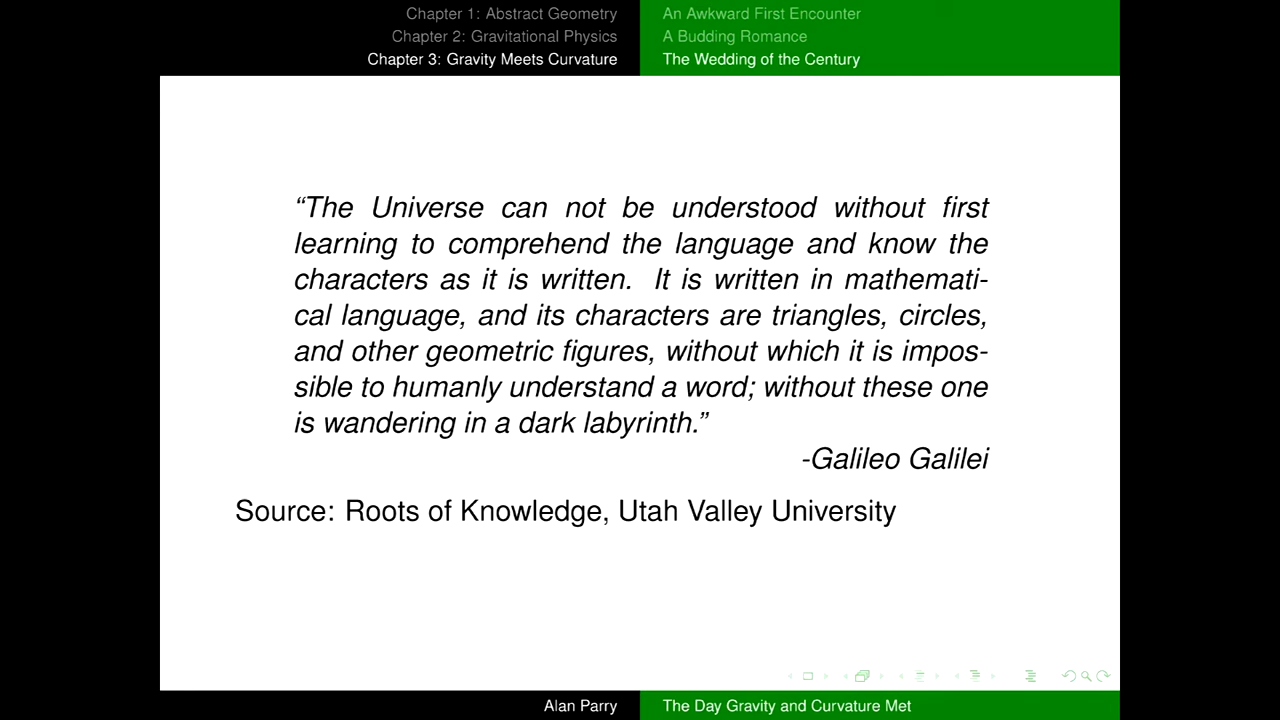 Chapter 1: Abstract Geometry
Chapter 2: Gravitational Physics
Chapter 3: Gravity Meets Curvature
An Awkward First Encounter
A Budding Romance
The Wedding of the Century
“The Universe can not be understood without first
learning to comprehend the language and know the
characters as it is written. It is written in mathemati-
cal language, and its characters are triangles, circles,
and other geometric figures, without which it is impos-
sible to humanly understand a word; without these one
is wandering in a dark labyrinth.”
-Galileo Galilei
Source: Roots of Knowledge, Utah Valley University
Alan Parry
The Day Gravity and Curvature Met